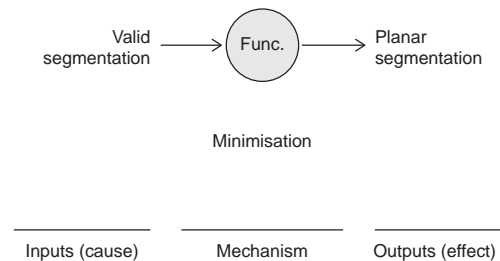 Valid
segmentation
Func.
Planar
segmentation
Minimisation
Inputs (cause)
Mechanism
Outputs (effect)